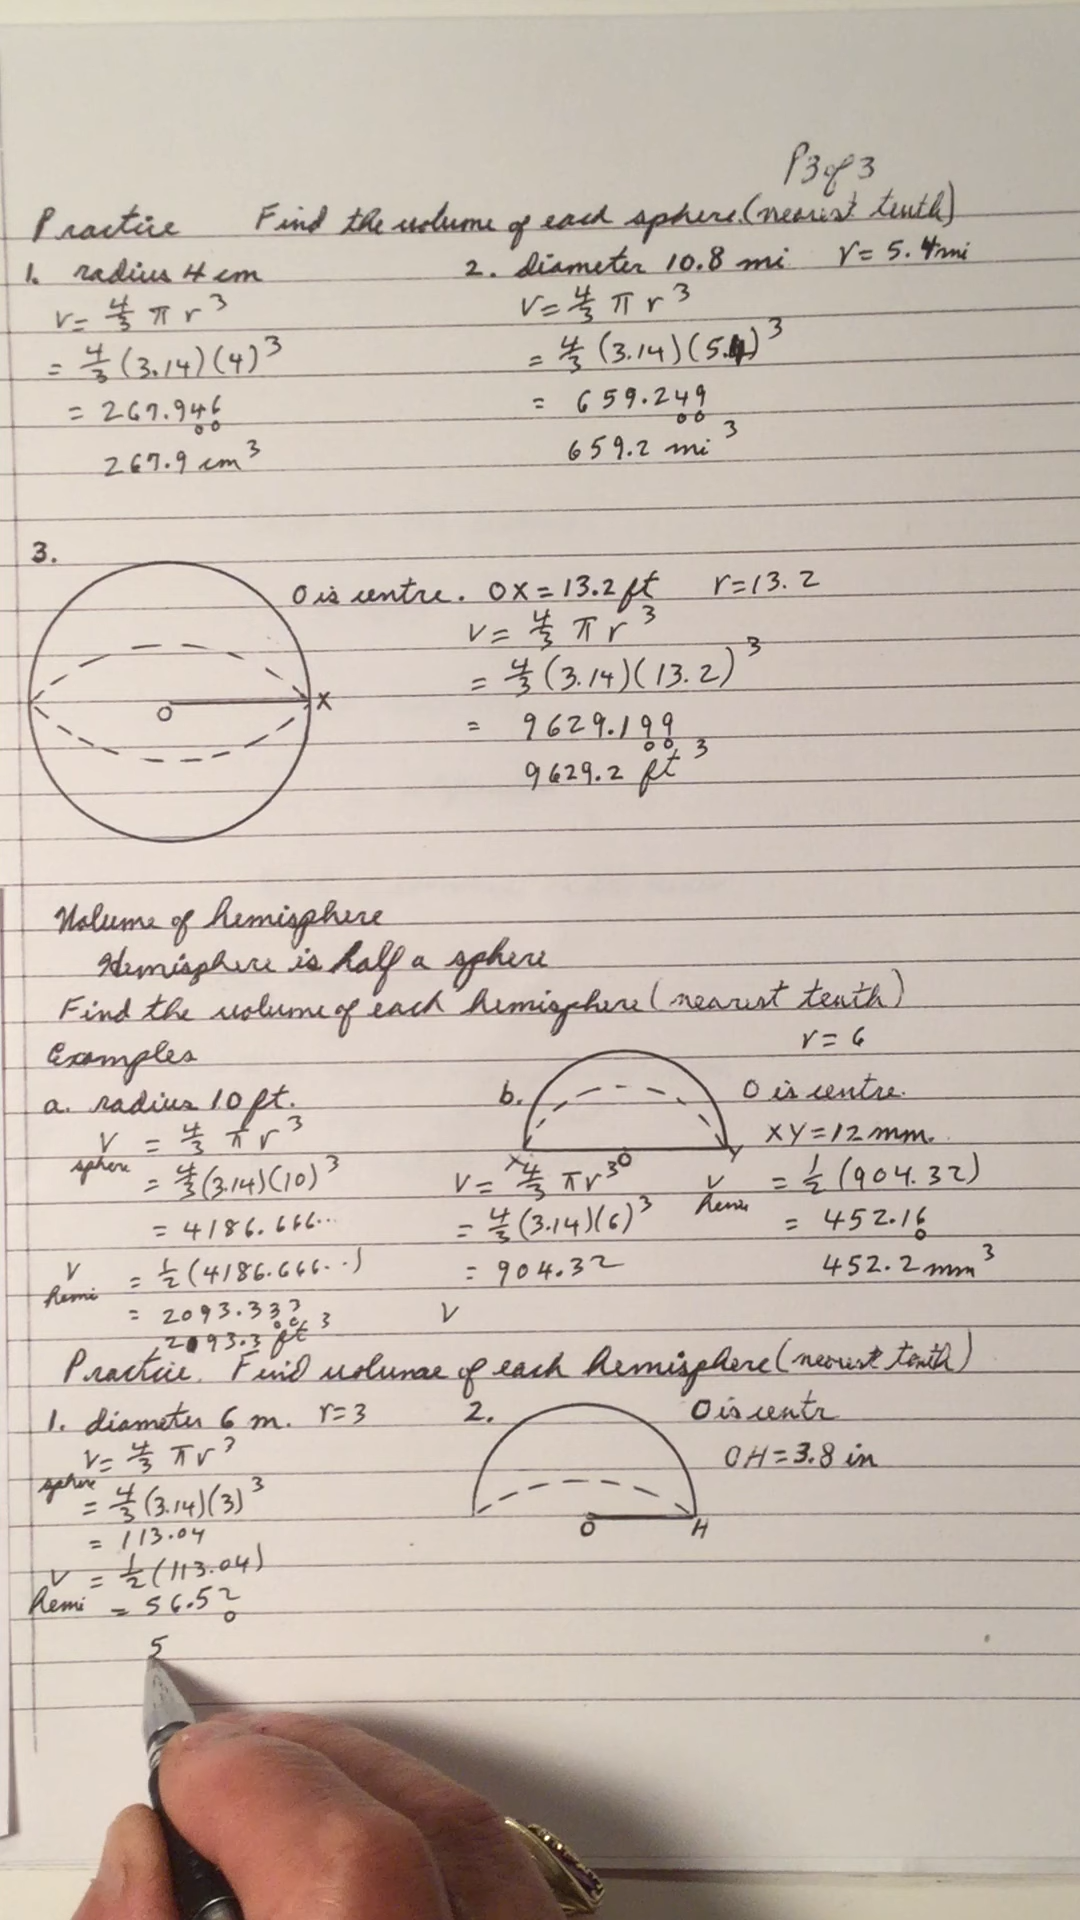 P3 of 3
Practice Find the volume of each sphere. (nearest tenth)
1. radius 4 cm
V = 4/3 π r³
= 4/3 (3.14)(4)³
= 267.946
267.9 cm³
2. diameter 10.8 mi r = 5.4 mi
V = 4/3 π r³
= 4/3 (3.14)(5.4)³
= 659.249
659.2 mi³
3.
O X
O is centre. OX = 13.2 ft r = 13.2
V = 4/3 π r³
= 4/3 (3.14)(13.2)³
= 9629.199
9629.2 ft³
Volume of hemisphere
Hemisphere is half a sphere
Find the volume of each hemisphere (nearest tenth)
Examples
a. radius 10 ft.
V sphere = 4/3 π r³
= 4/3 (3.14)(10)³
= 4186.666...
V Hemi = 1/2 (4186.666...)
= 2093.333
2093.3 ft³
b.
X O Y
r = 6
O is centre.
XY = 12 mm.
V = 4/3 πr³
= 4/3 (3.14)(6)³
= 904.32
V
V Hemi = 1/2 (904.32)
= 452.16
452.2 mm³
Practice. Find volume of each hemisphere (nearest tenth)
1. diameter 6 m. r = 3
V sphere = 4/3 π r³
= 4/3 (3.14)(3)³
= 113.04
V Hemi = 1/2 (113.04)
= 56.52
5
2.
O H
O is centr
OH = 3.8 in